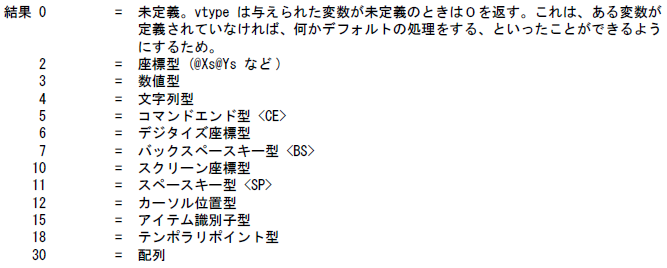 結果 0 = 未定義。vtype は与えられた変数が未定義のときは０を返す。これは、ある変数が
定義されていなければ、何かデフォルトの処理をする、といったことができるよう
にするため。
2 = 座標型 (@Xs@Ys など)
3 = 数値型
4 = 文字列型
5 = コマンドエンド型 <CE>
6 = デジタイズ座標型
7 = バックスペースキー型 <BS>
10 = スクリーン座標型
11 = スペースキー型 <SP>
12 = カーソル位置型
15 = アイテム識別子型
18 = テンポラリポイント型
30 = 配列